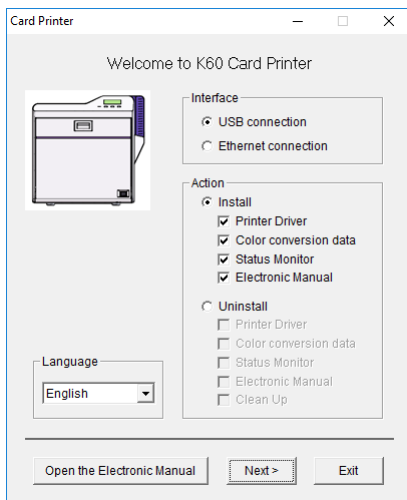 Card Printer
Welcome to K60 Card Printer
Interface
USB connection
Ethernet connection
Action
Install
Printer Driver
Color conversion data
Status Monitor
Electronic Manual
Uninstall
Printer Driver
Color conversion data
Status Monitor
Electronic Manual
Clean Up
Language
English
Open the Electronic Manual
Next >
Exit